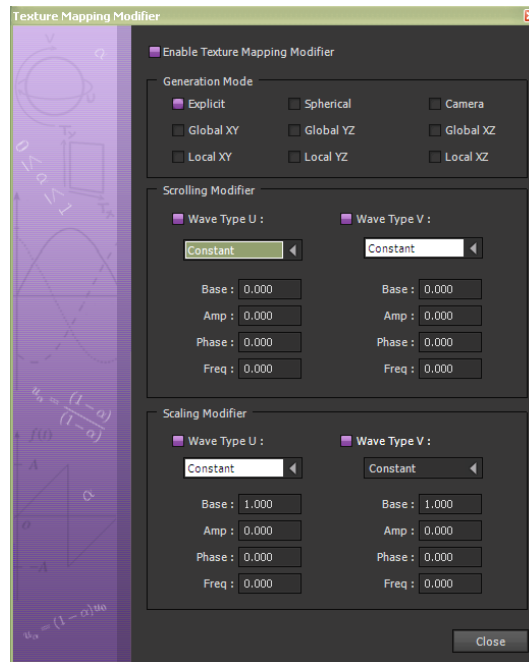 Texture Mapping Modifier
Enable Texture Mapping Modifier
Generation Mode
Explicit Spherical Camera
Global XY Global YZ Global XZ
Local XY Local YZ Local XZ
Scrolling Modifier
Wave Type U : Wave Type V :
Constant Constant
Base : 0.000 Base : 0.000
Amp : 0.000 Amp : 0.000
Phase : 0.000 Phase : 0.000
Freq : 0.000 Freq : 0.000
Scaling Modifier
Wave Type U : Wave Type V :
Constant Constant
Base : 1.000 Base : 1.000
Amp : 0.000 Amp : 0.000
Phase : 0.000 Phase : 0.000
Freq : 0.000 Freq : 0.000
Close
V
α
0 ≤ α ≤ 1
f(t)
A
α
0
-A